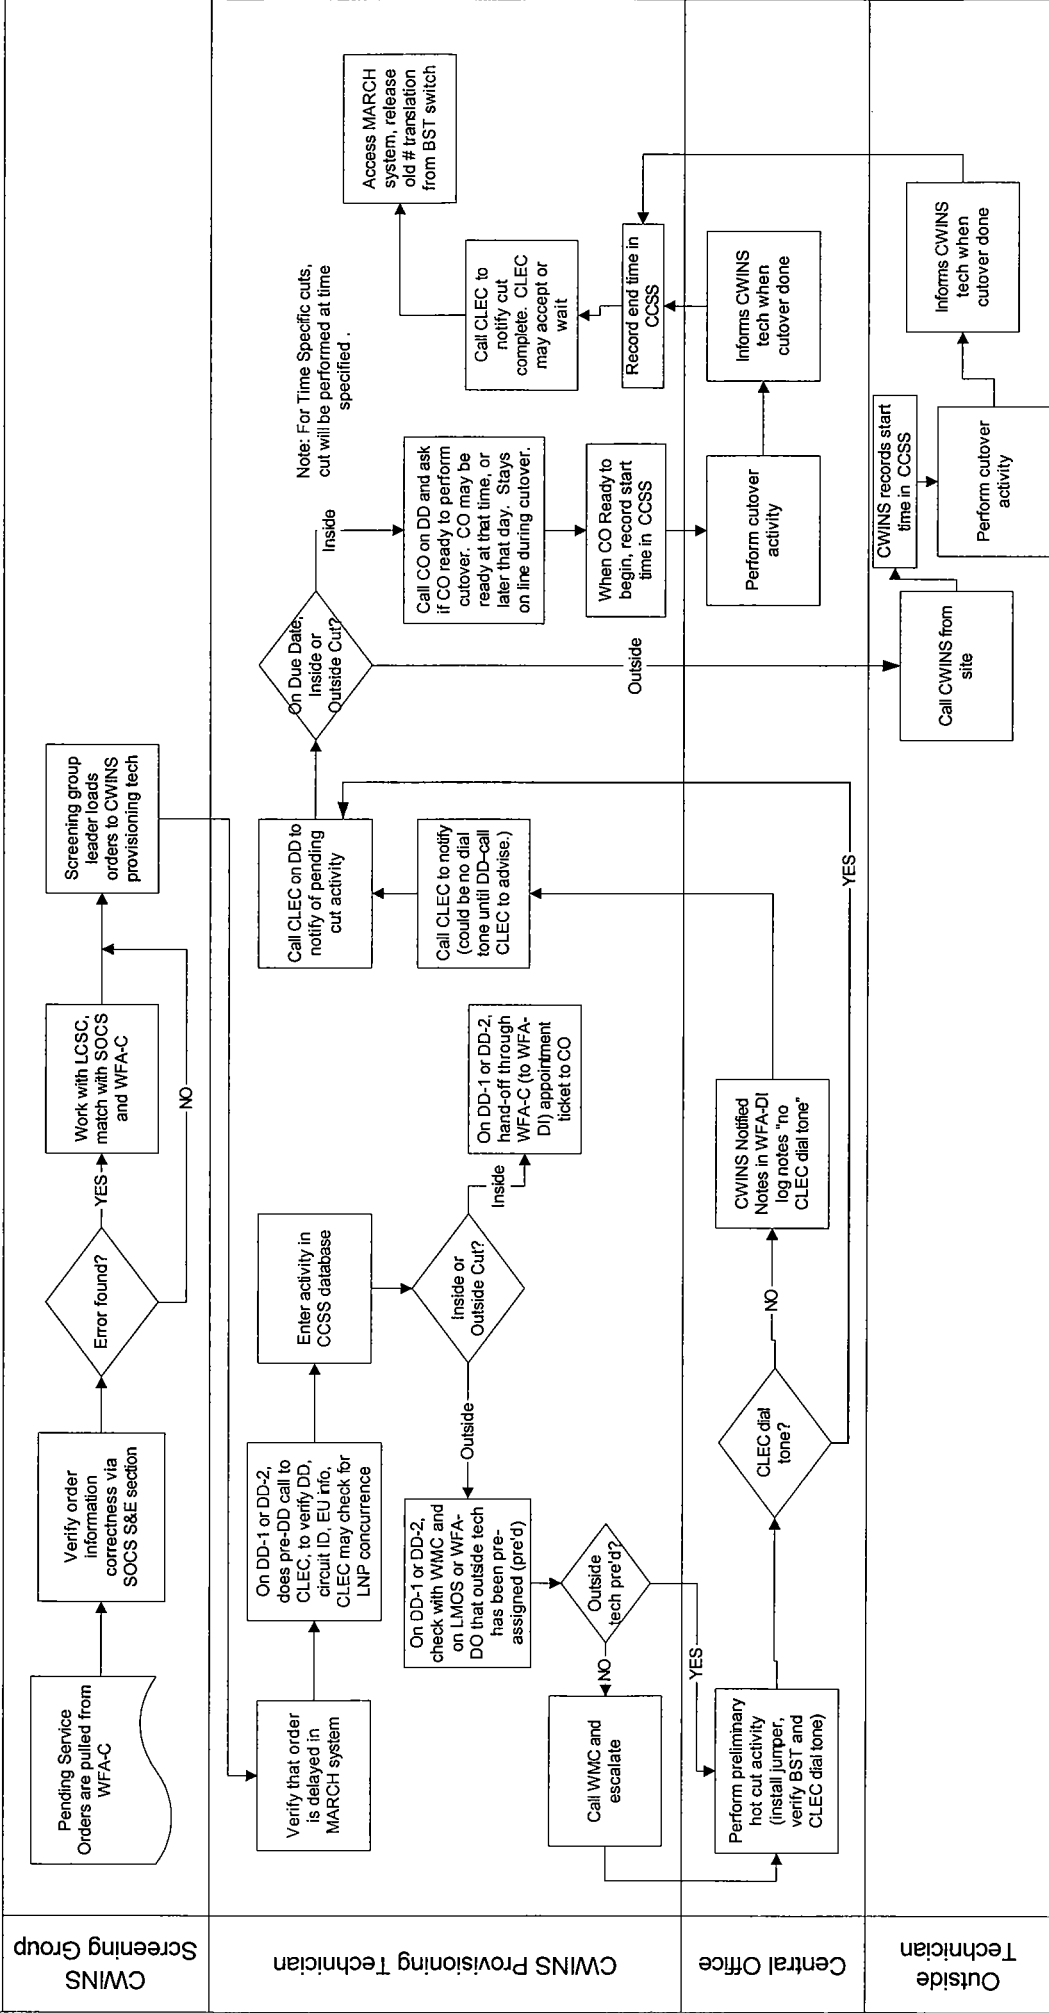 CWINS
Screening Group
Pending Service
Orders are pulled from
WFA-C
Verify order
information
correctness via
SOCS S&E section
Error found?
YES
NO
Work with LCSC,
match with SOCS
and WFA-C
Screening group
leader loads
orders to CWINS
provisioning tech
CWINS Provisioning Technician
Verify that order
is delayed in
MARCH system
On DD-1 or DD-2,
does pre-DD call to
CLEC, to verify DD,
circuit ID, EU info,
CLEC may check for
LNP concurrence
Enter activity in
CCSS database
Inside or
Outside Cut?
Inside
On DD-1 or DD-2,
hand-off through
WFA-C (to WFA-
DI) appointment
ticket to CO
Outside
On DD-1 or DD-2,
check with WMC and
on LMOS or WFA-
DO that outside tech
has been pre-
assigned (pre'd)
Outside
tech pre'd?
NO
YES
Call WMC and
escalate
Call CLEC on DD to
notify of pending
cut activity
Call CLEC to notify
(could be no dial
tone until DD–call
CLEC to advise.)
On Due Date,
Inside or
Outside Cut?
Inside
Outside
Note: For Time Specific cuts,
cut will be performed at time
specified .
Call CO on DD and ask
if CO ready to perform
cutover. CO may be
ready at that time, or
later that day. Stays
on line during cutover.
When CO Ready to
begin, record start
time in CCSS
Record end time in
CCSS
Call CLEC to
notify cut
complete. CLEC
may accept or
wait
Access MARCH
system, release
old # translation
from BST switch
Central Office
Perform preliminary
hot cut activity
(install jumper,
verify BST and
CLEC dial tone)
CLEC dial
tone?
NO
YES
CWINS Notified
Notes in WFA-DI
log notes "no
CLEC dial tone"
Perform cutover
activity
Informs CWINS
tech when
cutover done
Outside
Technician
Call CWINS from
site
CWINS records start
time in CCSS
Perform cutover
activity
Informs CWINS
tech when
cutover done